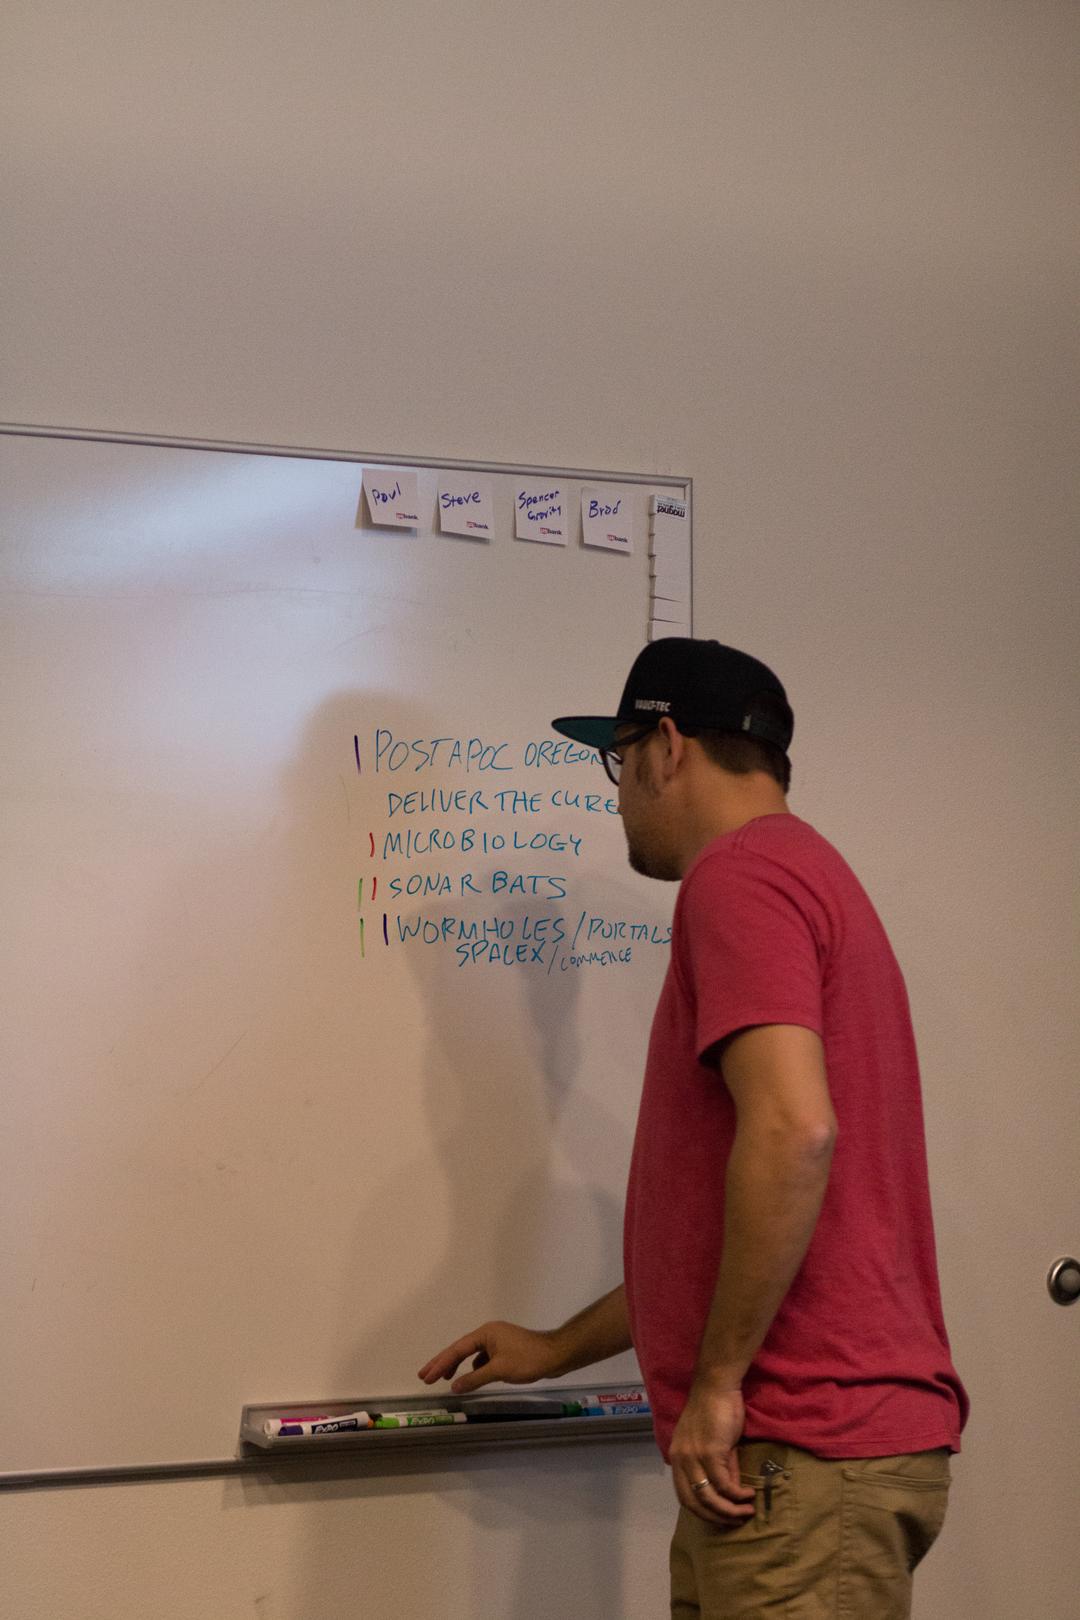 Paul
usbank
Steve
usbank
Spencer
Gravity
usbank
Brad
usbank
magnet
VAULT-TEC
POSTAPOC OREGON
DELIVER THE CURE
MICROBIOLOGY
SONAR BATS
WORMHOLES/PORTALS
SPACEX/COMMENCE
EXPO
EXPO
EXPO
EXPO